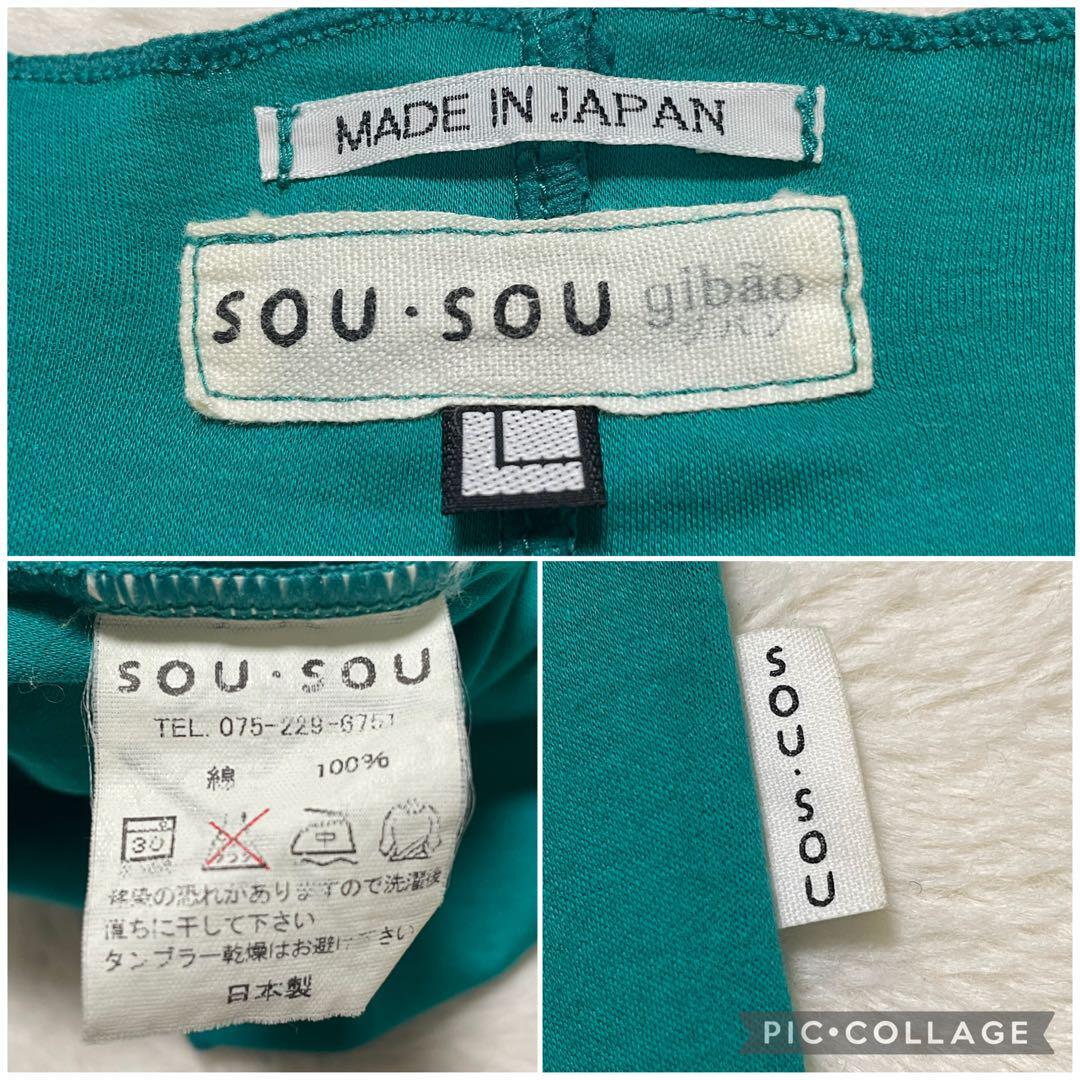 MADE IN JAPAN
SOU・SOU gibão
L
SOU・SOU
TEL. 075-229-6751
綿 100%
30 中
移染の恐れがありますので洗濯後
直ちに干して下さい
タンブラー乾燥はお避け下さい
日本製
SOU・SOU
PIC・COLLAGE